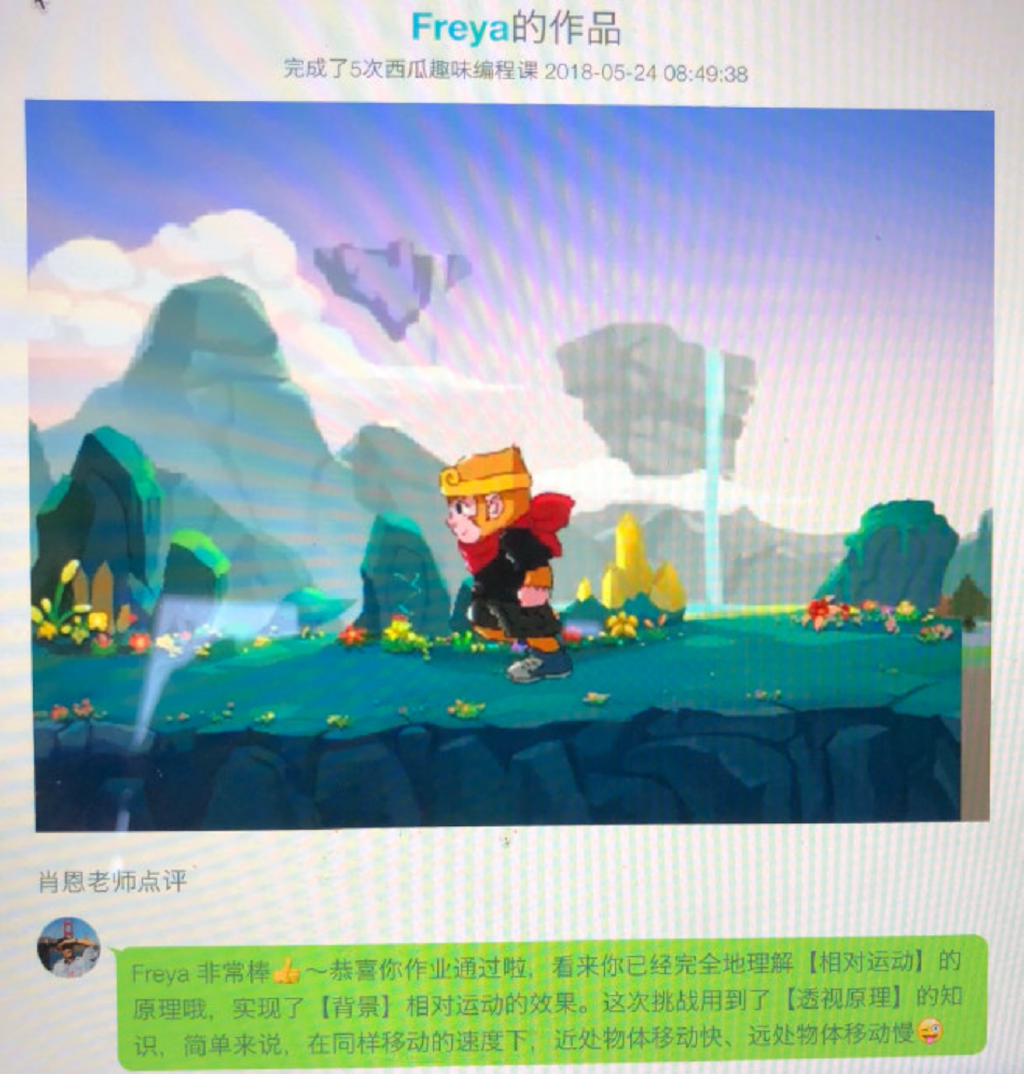 Freya的作品
完成了5次西瓜趣味编程课 2018-05-24 08:49:38
肖恩老师点评
Freya 非常棒👍～恭喜你作业通过啦，看来你已经完全地理解【相对运动】的
原理哦，实现了【背景】相对运动的效果。这次挑战用到了【透视原理】的知
识，简单来说，在同样移动的速度下，近处物体移动快、远处物体移动慢😜